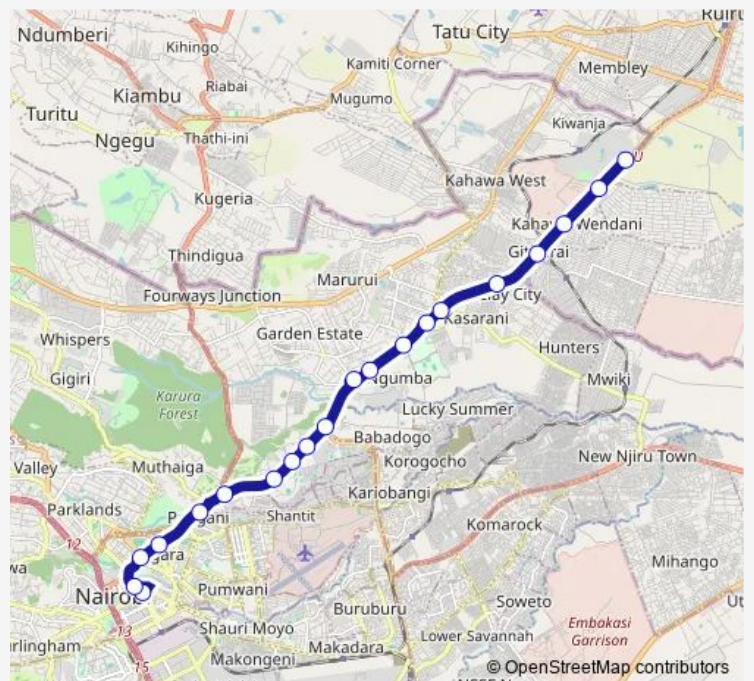 Ruiru
Ndumberi
Tatu City
Kihingo
Kamiti Corner
Membley
Riabai
Kiambu
Mugumo
Turitu
Kiwanja
Ngegu
Thathi-ini
Kahawa West
Kugeria
Wendani
Thindigua
Marurui
Fourways Junction
Kasarani
Whispers
Garden Estate
Hunters
Gigiri
Karura
Forest
Mwiki
Lucky Summer
Babadogo
Valley
Muthaiga
Korogocho
New Njiru Town
Kariobangi
Parklands
Shantit
Komarock
12
Mihango
Pumwani
Nairob
Soweto
Buruburu
Embakasi
Garrison
13
Shauri Moyo
Lower Savannah
Makadara
Makongeni
15
© OpenStreetMap contributors